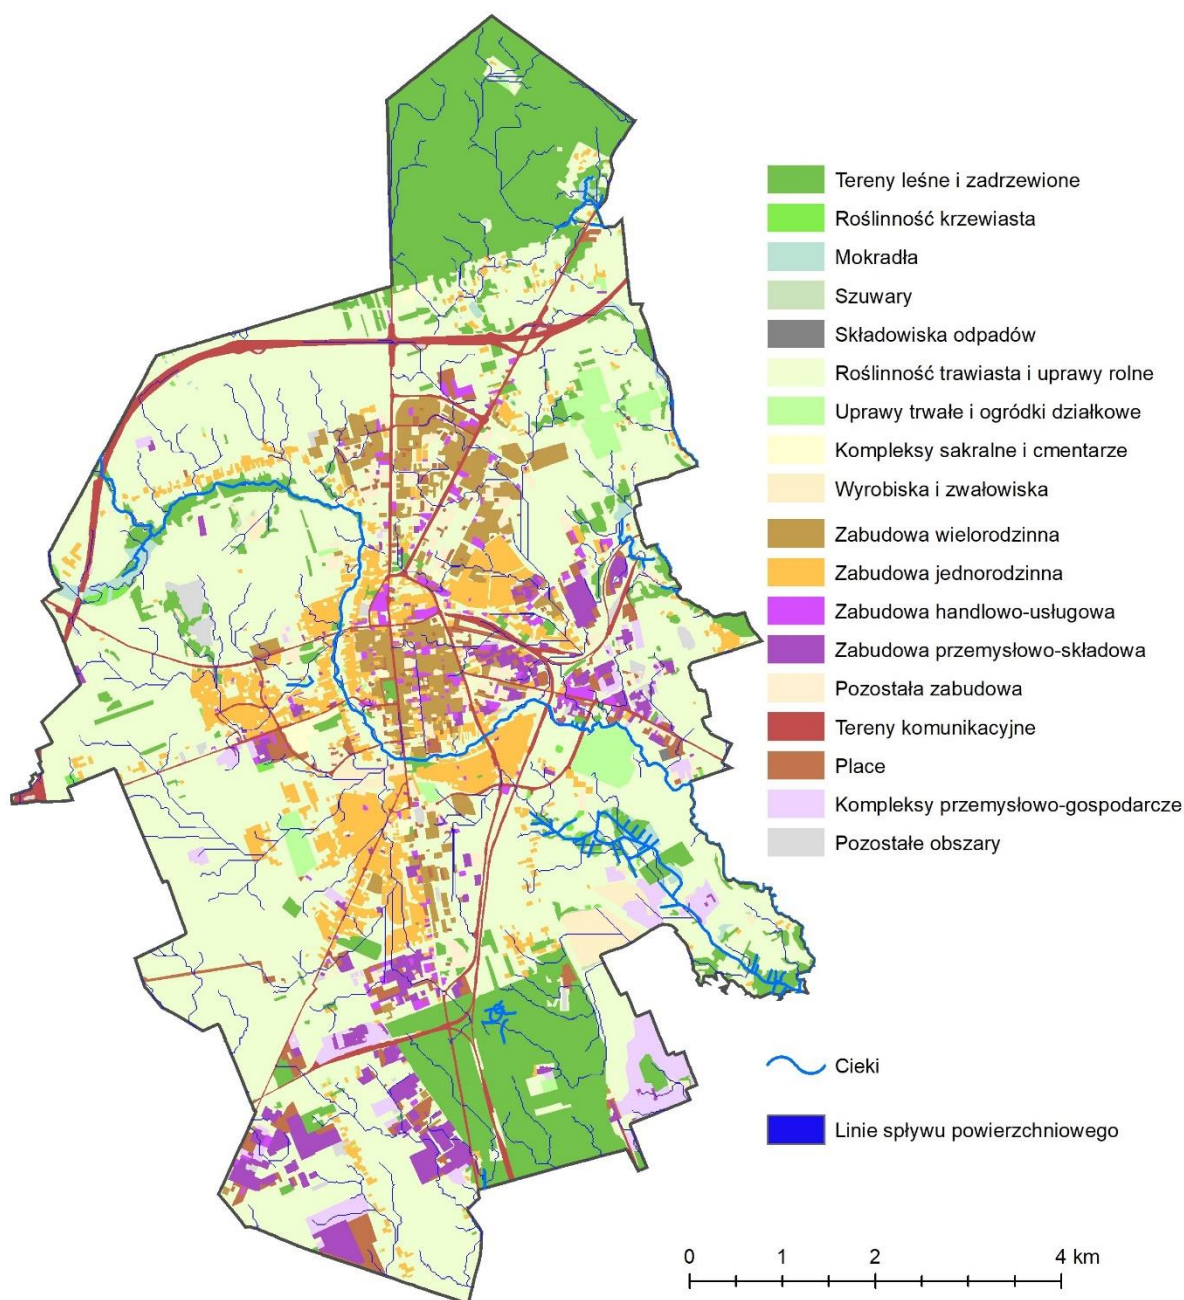 Tereny leśne i zadrzewione
Roślinność krzewiasta
Mokradła
Szuwary
Składowiska odpadów
Roślinność trawiasta i uprawy rolne
Uprawy trwałe i ogródki działkowe
Kompleksy sakralne i cmentarze
Wyrobiska i zwałowiska
Zabudowa wielorodzinna
Zabudowa jednorodzinna
Zabudowa handlowo-usługowa
Zabudowa przemysłowo-składowa
Pozostała zabudowa
Tereny komunikacyjne
Place
Kompleksy przemysłowo-gospodarcze
Pozostałe obszary
Cieki
Linie spływu powierzchniowego
0 1 2 4 km